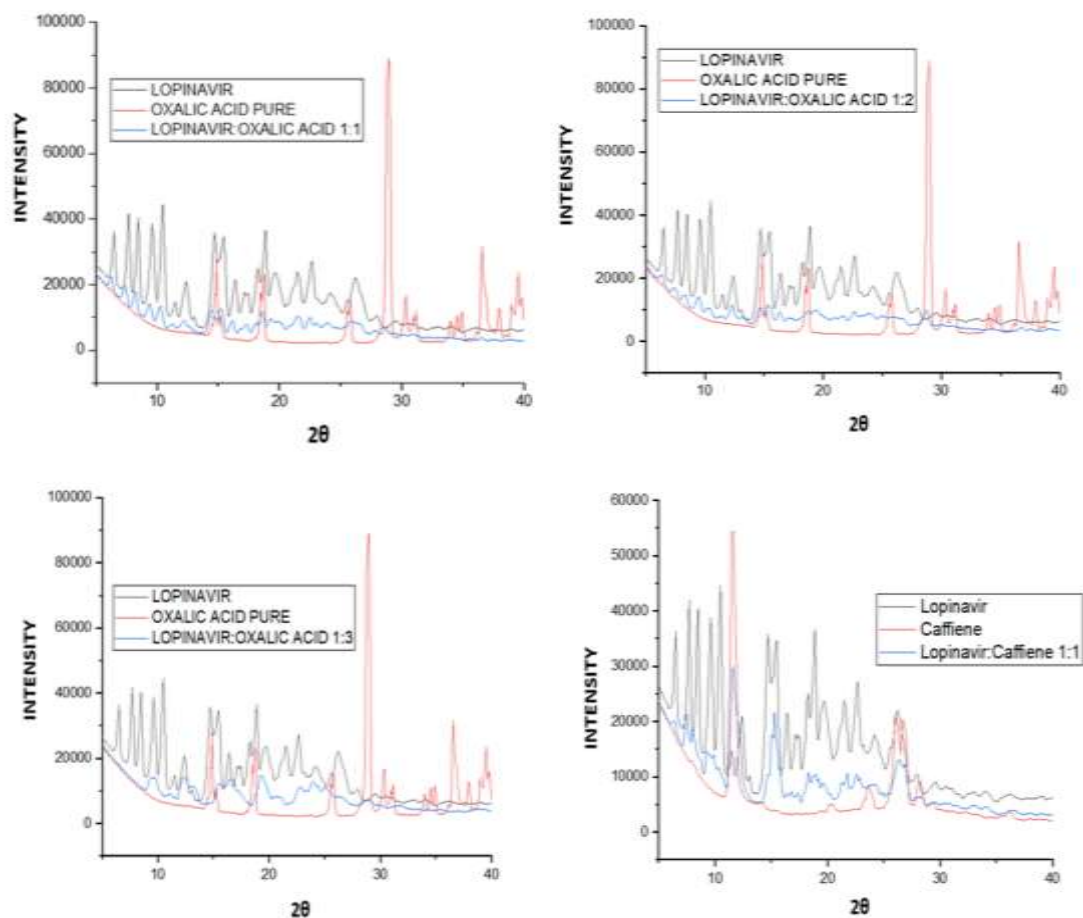 100000
80000
60000
40000
20000
0
INTENSITY
LOPINAVIR
OXALIC ACID PURE
LOPINAVIR:OXALIC ACID 1:1
10
20
30
40
2θ
100000
80000
60000
40000
20000
0
INTENSITY
LOPINAVIR
OXALIC ACID PURE
LOPINAVIR:OXALIC ACID 1:2
10
20
30
40
2θ
100000
80000
60000
40000
20000
0
INTENSITY
LOPINAVIR
OXALIC ACID PURE
LOPINAVIR:OXALIC ACID 1:3
10
20
30
40
2θ
60000
50000
40000
30000
20000
10000
0
INTENSITY
Lopinavir
Caffiene
Lopinavir:Caffiene 1:1
10
20
30
40
2θ